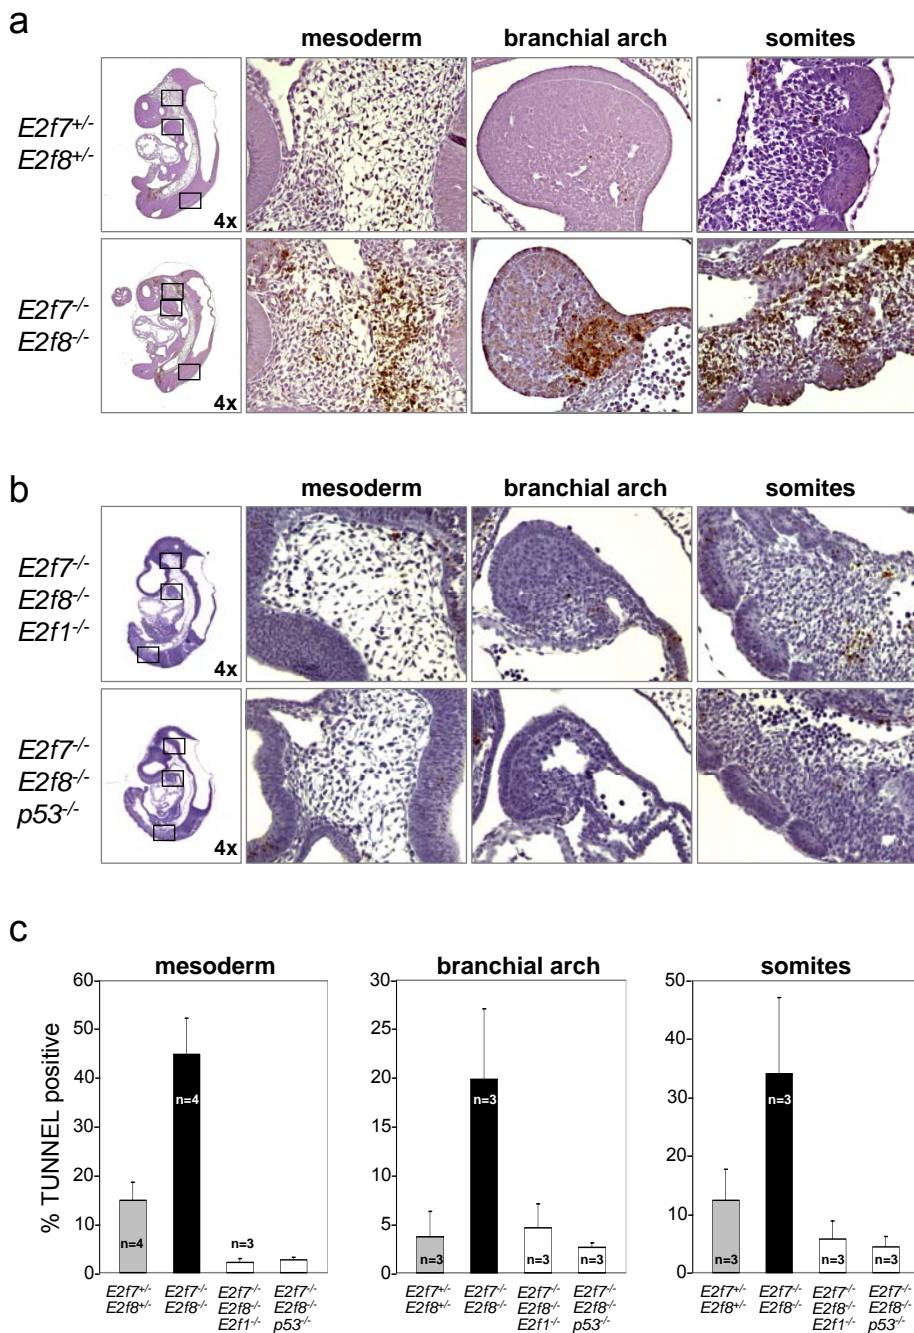 a
mesoderm branchial arch somites
E2f7+/-
E2f8+/-
4x
E2f7-/-
E2f8-/-
4x
b
mesoderm branchial arch somites
E2f7-/-
E2f8-/-
E2f1-/-
4x
E2f7-/-
E2f8-/-
p53-/-
4x
c
mesoderm branchial arch somites
% TUNNEL positive
60
50
40
30
20
10
0
n=4
n=4
n=3
E2f7+/- E2f7-/- E2f7-/- E2f7-/-
E2f8+/- E2f8-/- E2f8-/- E2f8-/-
E2f1-/- p53-/-
30
25
20
15
10
5
0
n=3
n=3
n=3
n=3
E2f7+/- E2f7-/- E2f7-/- E2f7-/-
E2f8+/- E2f8-/- E2f8-/- E2f8-/-
E2f1-/- p53-/-
50
40
30
20
10
0
n=3
n=3
n=3
n=3
E2f7+/- E2f7-/- E2f7-/- E2f7-/-
E2f8+/- E2f8-/- E2f8-/- E2f8-/-
E2f1-/- p53-/-